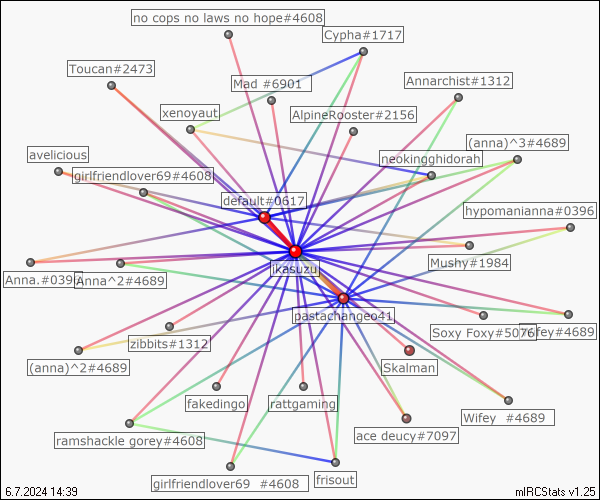 no cops no laws no hope#4608
Cypha#1717
Toucan#2473
Mad #6901
Annarchist#1312
xenoyaut
AlpineRooster#2156
(anna)^3#4689
avelicious
neokingghidorah
girlfriendlover69#4608
default#0617
hypomanianna#0396
Mushy#1984
ikasuzu
Anna.#039
Anna^2#4689
pastachangeo41
Soxy Foxy#5076
fey#4689
zibbits#1312
(anna)^2#4689
Skalman
fakedingo
rattgaming
Wifey #4689
ace deucy#7097
ramshackle gorey#4608
frisout
girlfriendlover69 #4608
6.7.2024 14:39
mIRCStats v1.25